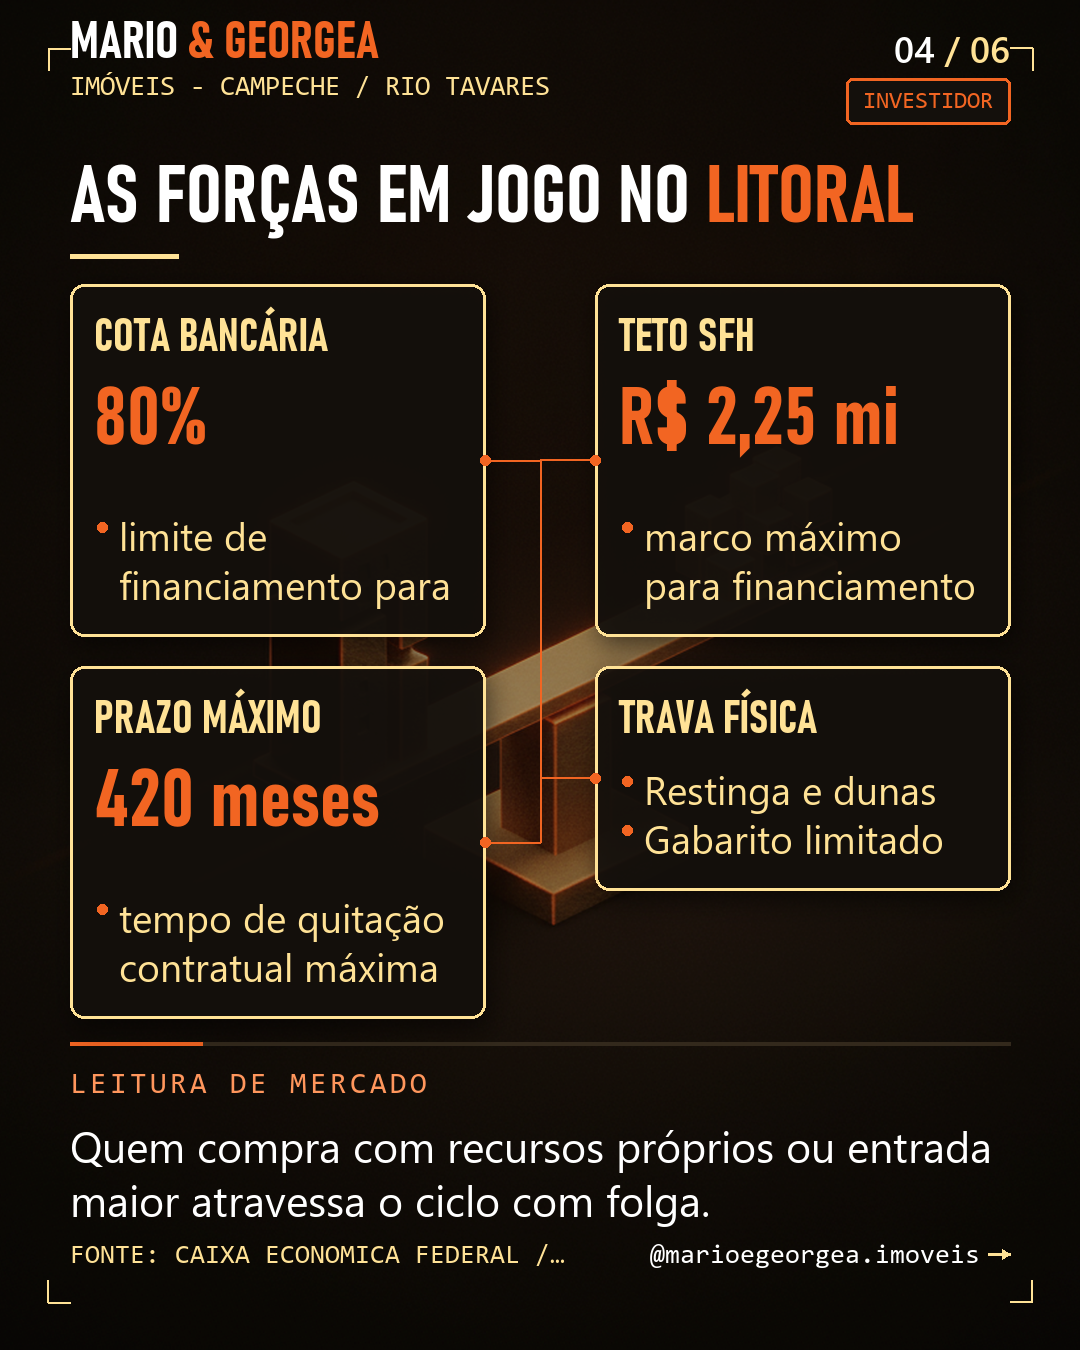 MARIO & GEORGEA
IMÓVEIS - CAMPECHE / RIO TAVARES
04 / 06
INVESTIDOR
AS FORÇAS EM JOGO NO LITORAL
COTA BANCÁRIA
80%
• limite de
financiamento para
TETO SFH
R$ 2,25 mi
• marco máximo
para financiamento
PRAZO MÁXIMO
420 meses
• tempo de quitação
contratual máxima
TRAVA FÍSICA
• Restinga e dunas
• Gabarito limitado
LEITURA DE MERCADO
Quem compra com recursos próprios ou entrada
maior atravessa o ciclo com folga.
FONTE: CAIXA ECONOMICA FEDERAL /…
@marioegeorgea.imoveis